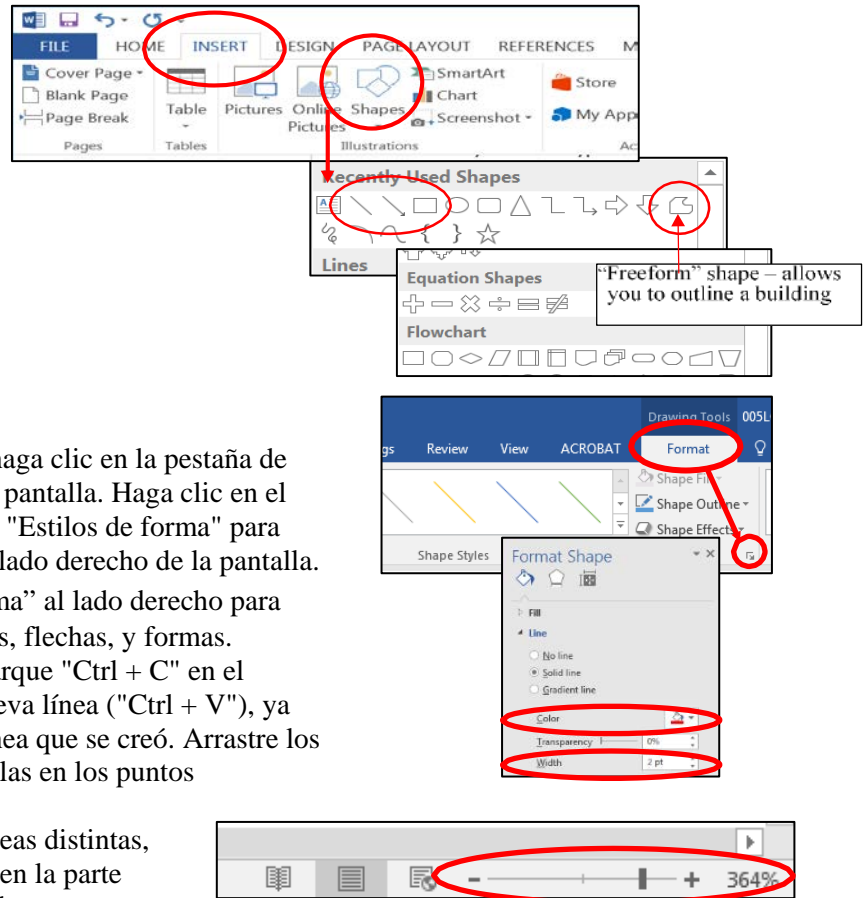 FILE HOME INSERT DESIGN PAGE LAYOUT REFERENCES M
Cover Page
Blank Page
Page Break
Table
Pictures
Online Pictures
Shapes
SmartArt
Chart
Screenshot
Store
My App
Pages Tables Illustrations Ac
Recently Used Shapes
Lines
Equation Shapes
Flowchart
"Freeform" shape – allows
you to outline a building
Drawing Tools 005L
gs Review View ACROBAT Format
Shape Fill
Shape Outline
Shape Effects
Shape Styles
Format Shape
Fill
Line
No line
Solid line
Gradient line
Color
Transparency 0%
Width 2 pt
haga clic en la pestaña de
pantalla. Haga clic en el
"Estilos de forma" para
lado derecho de la pantalla.
ma” al lado derecho para
s, flechas, y formas.
rque "Ctrl + C" en el
eva línea ("Ctrl + V"), ya
nea que se creó. Arrastre los
las en los puntos
eas distintas,
en la parte
364%